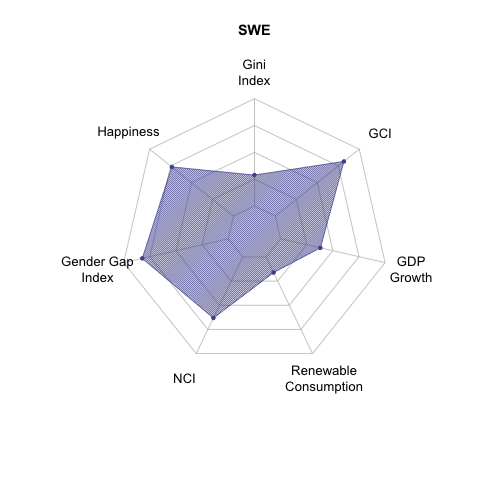 SWE
Gini
Index
Happiness
GCI
Gender Gap
Index
GDP
Growth
NCI
Renewable
Consumption